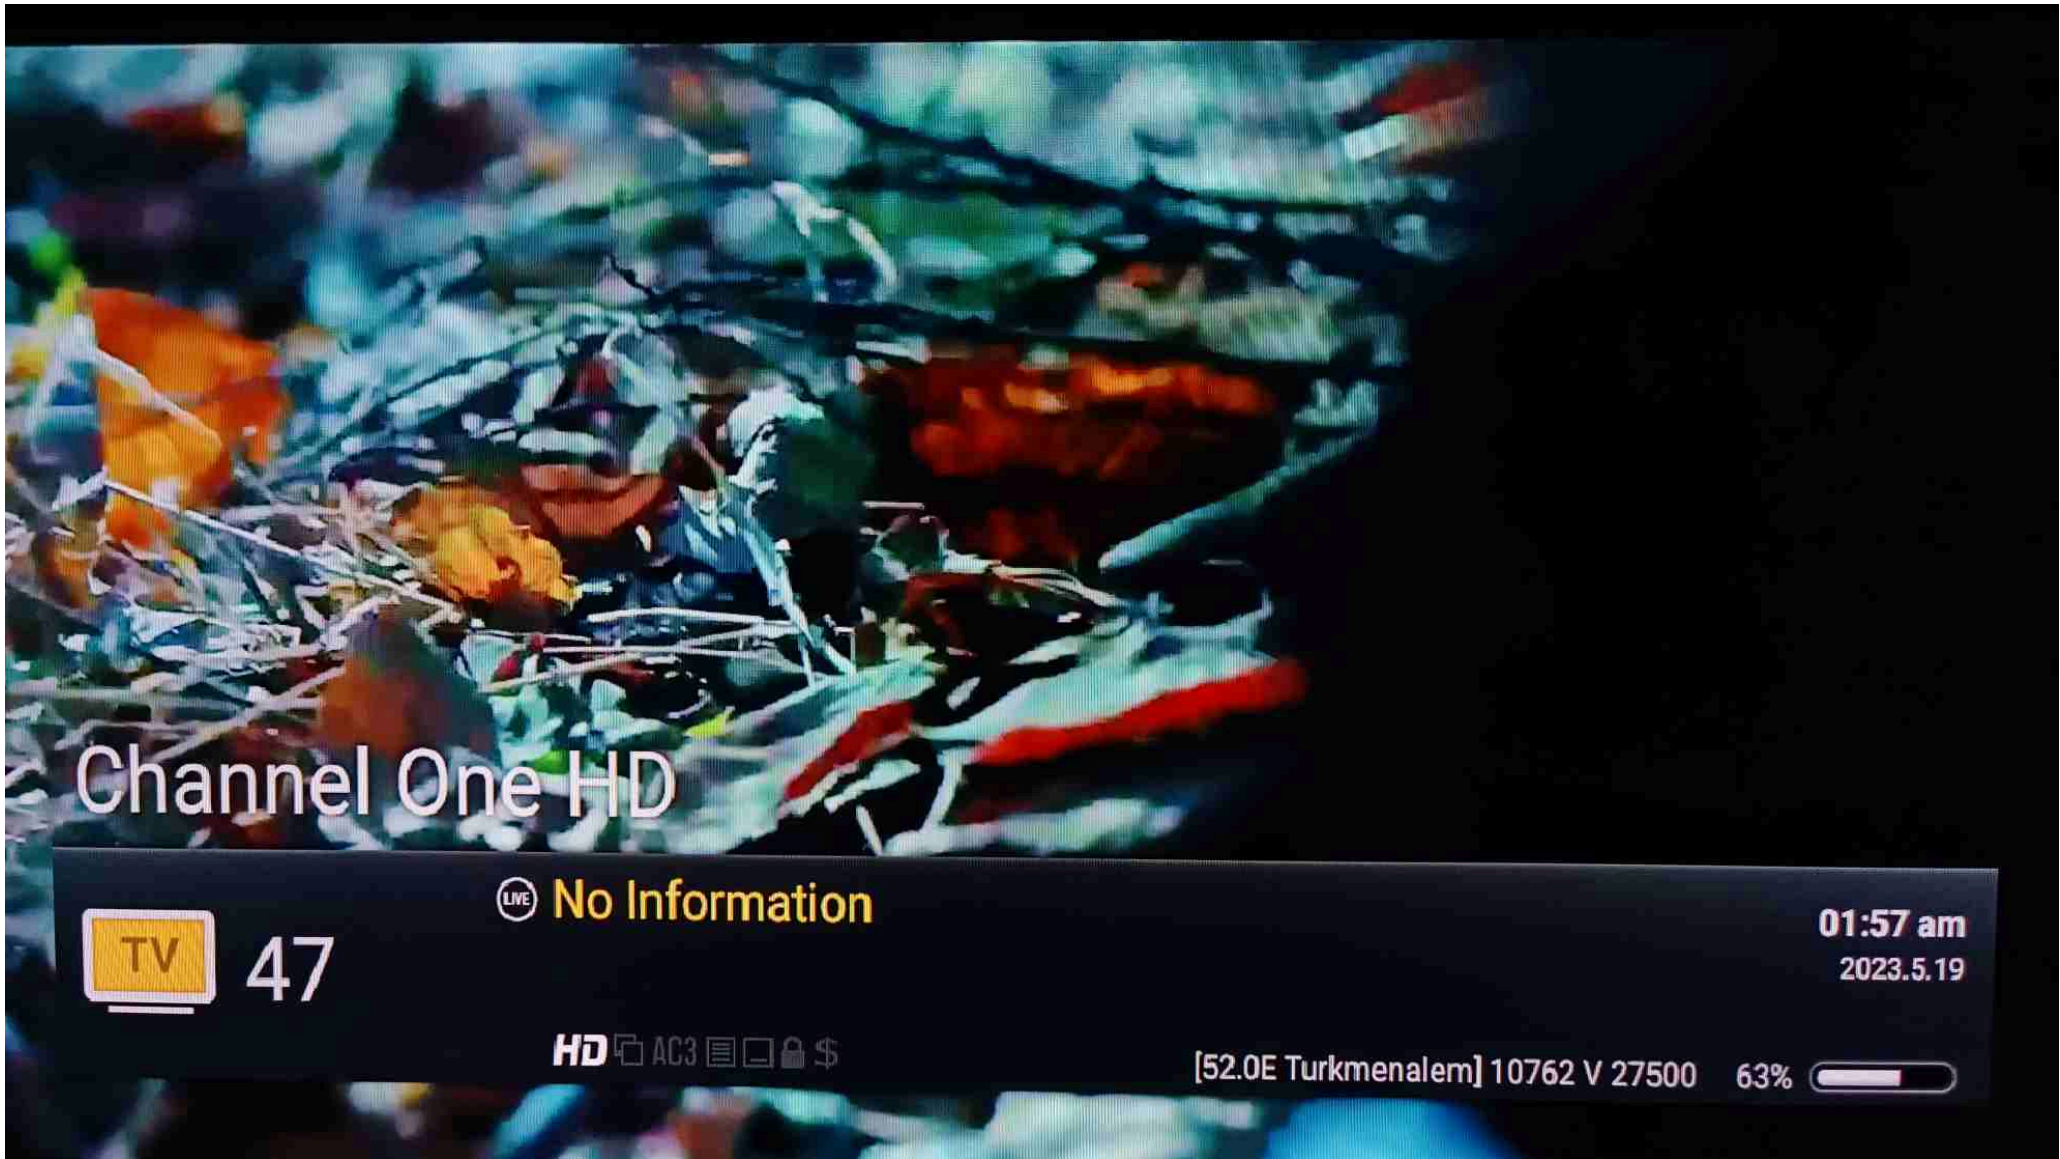 Channel One HD
LIVE No Information
TV 47
01:57 am
2023.5.19
HD AC3 $
[52.0E Turkmenalem] 10762 V 27500 63%